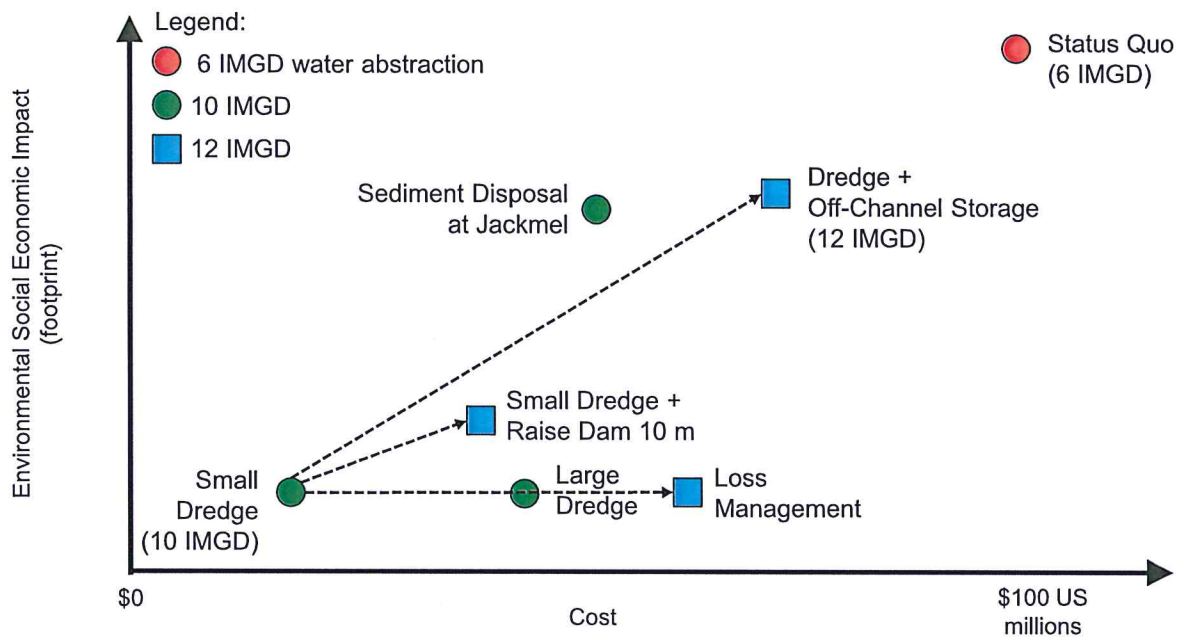 Legend:
6 IMGD water abstraction
10 IMGD
12 IMGD
Status Quo
(6 IMGD)
Environmental Social Economic Impact
(footprint)
Sediment Disposal
at Jackmel
Dredge +
Off-Channel Storage
(12 IMGD)
Small Dredge +
Raise Dam 10 m
Small
Dredge
(10 IMGD)
Large
Dredge
Loss
Management
$0
Cost
$100 US
millions